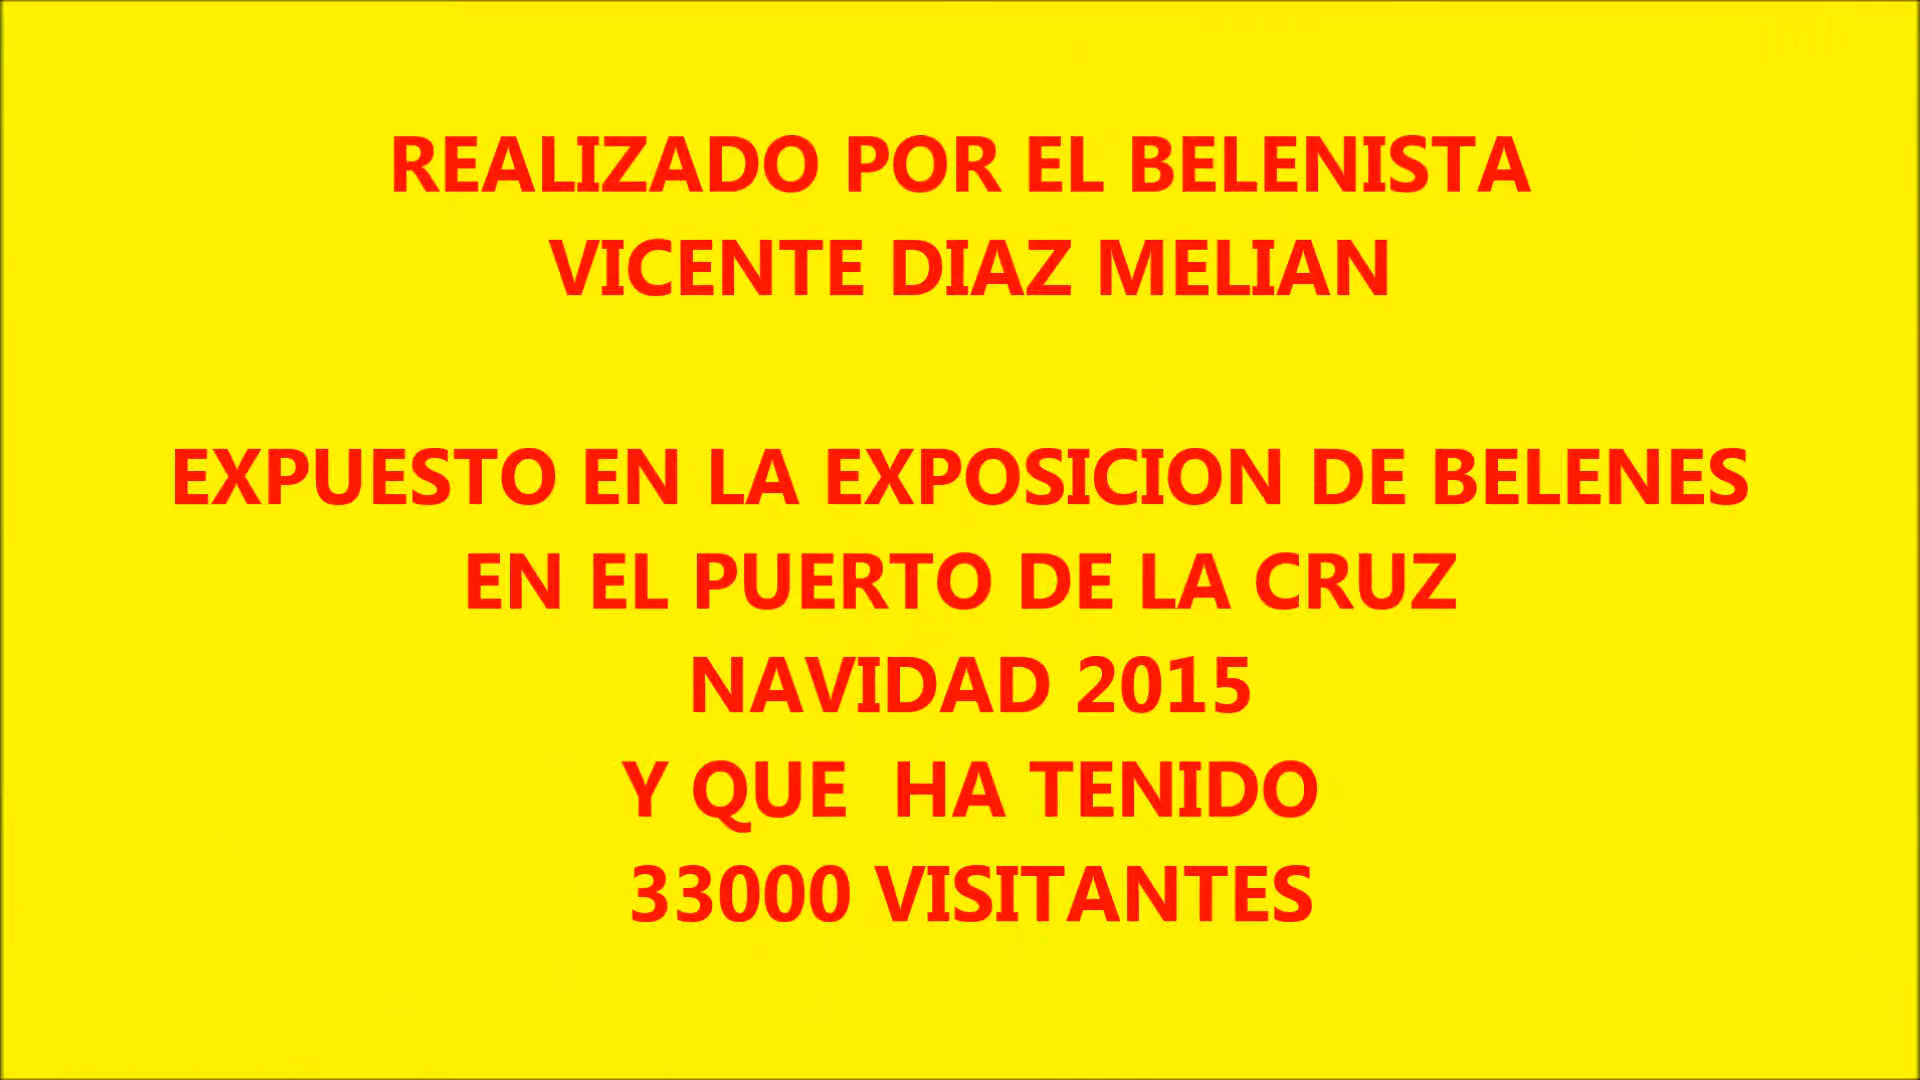 REALIZADO POR EL BELENISTA
VICENTE DIAZ MELIAN
EXPUESTO EN LA EXPOSICION DE BELENES
EN EL PUERTO DE LA CRUZ
NAVIDAD 2015
Y QUE  HA TENIDO
33000 VISITANTES